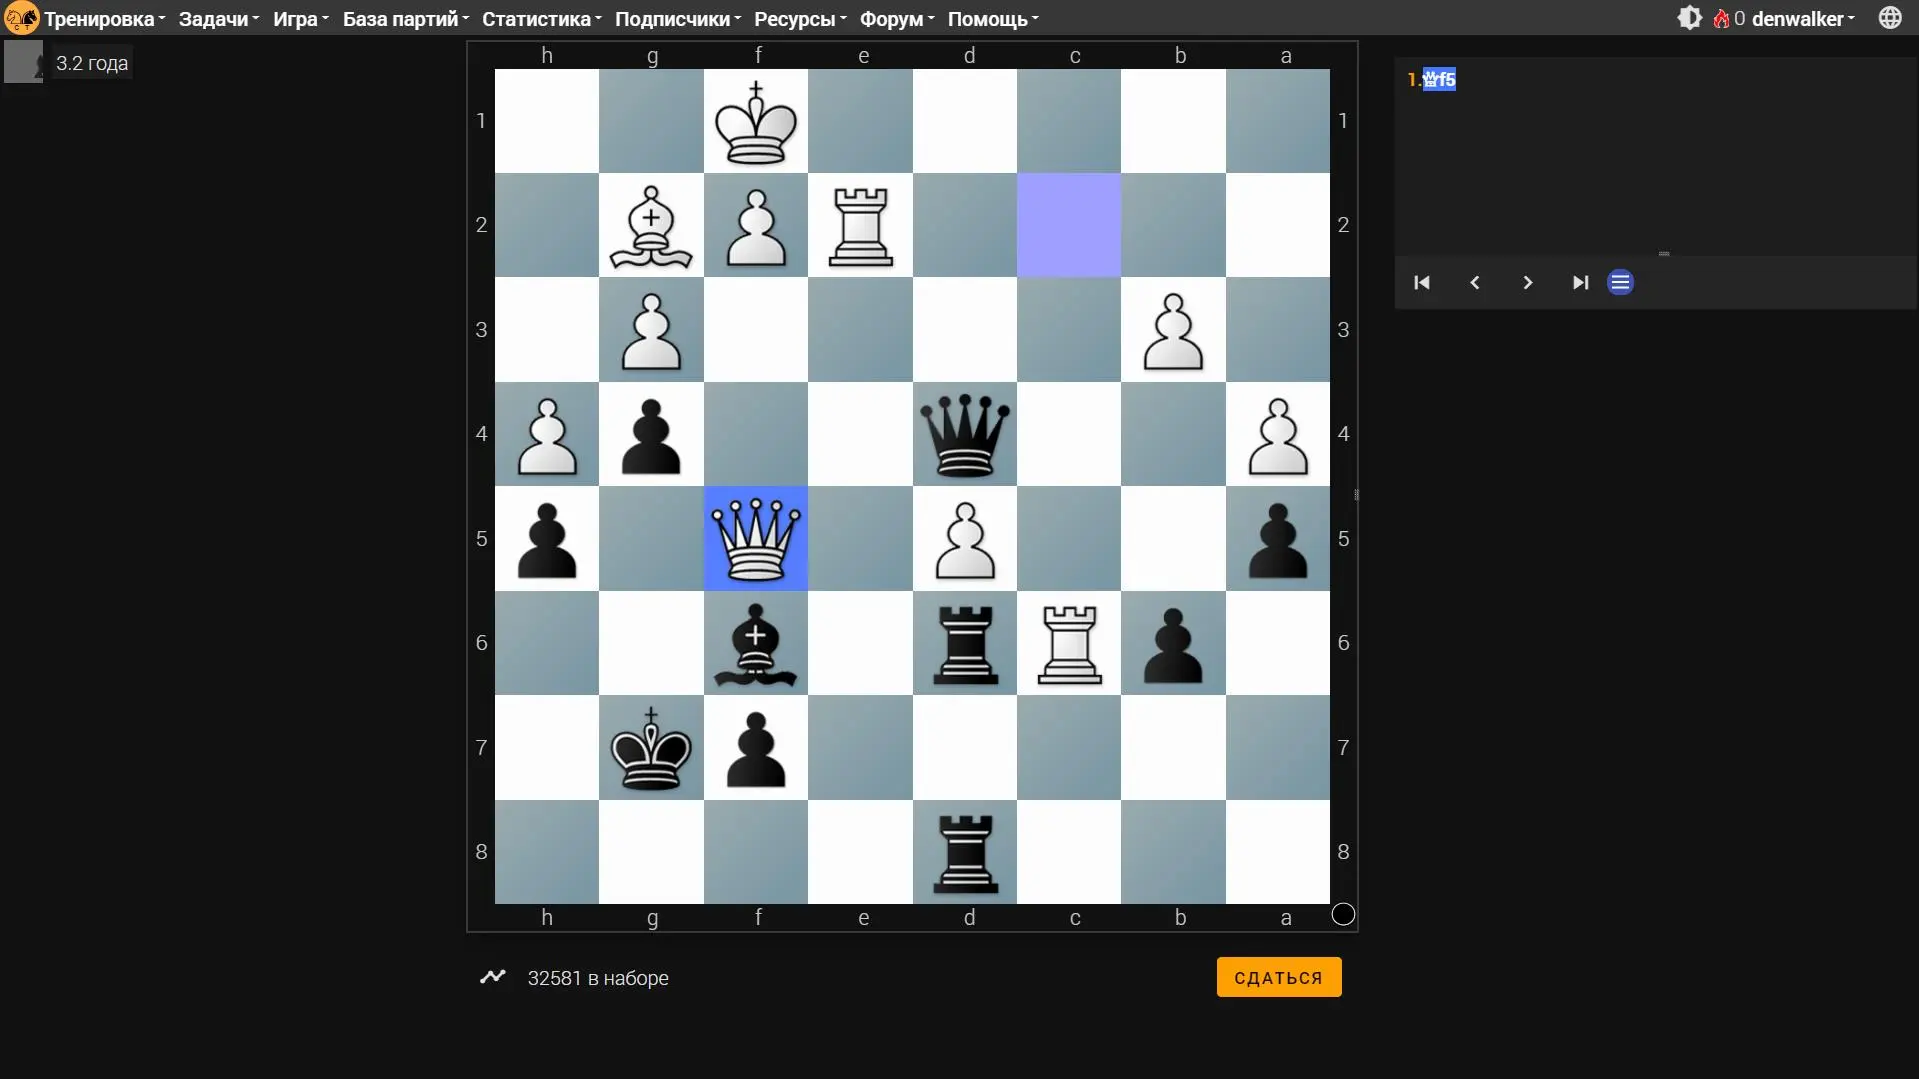 Тренировка Задачи Игра База партий Статистика Подписчики Ресурсы Форум Помощь 0 denwalker
3.2 года
h g f e d c b a
1 1
2 2
3 3
4 4
5 5
6 6
7 7
8 8
h g f e d c b a
1.♕f5
32581 в наборе
СДАТЬСЯ